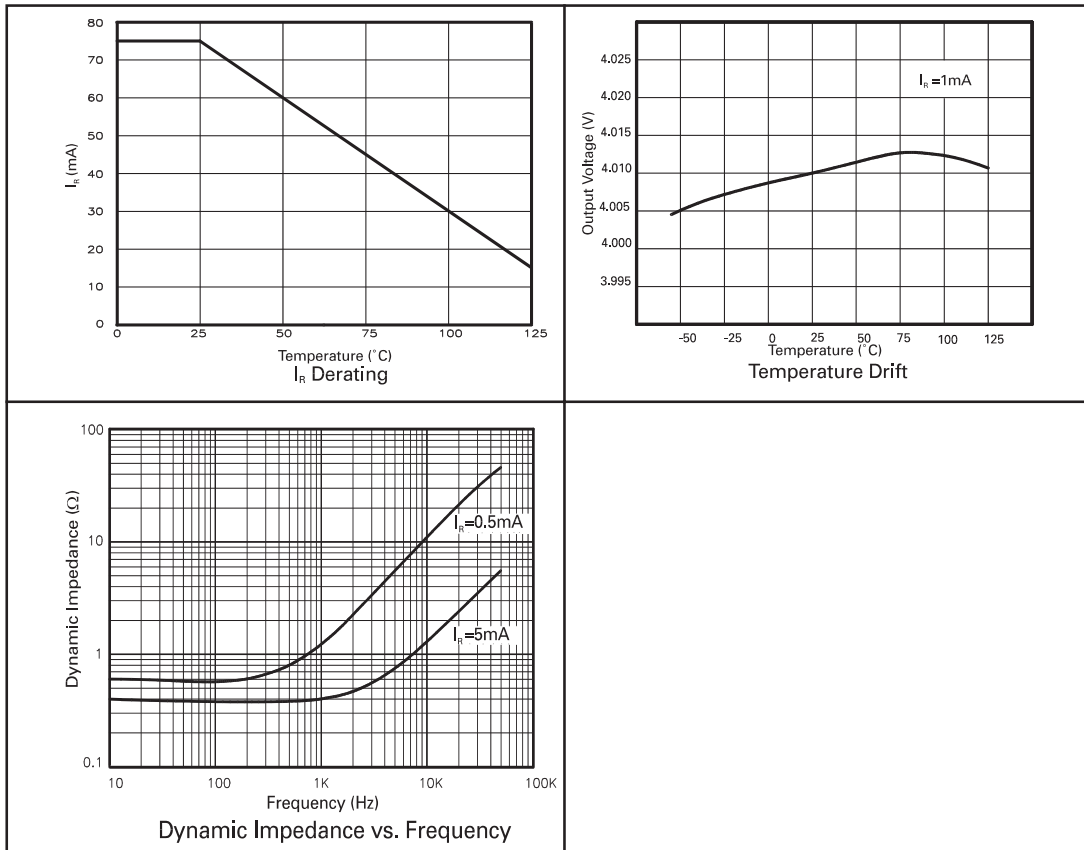 80
70
60
50
40
30
20
10
0
I_R (mA)
0 25 50 75 100 125
Temperature (°C)
I_R Derating
4.025
4.020
4.015
4.010
4.005
4.000
3.995
Output Voltage (V)
I_R=1mA
-50 -25 0 25 50 75 100 125
Temperature (°C)
Temperature Drift
100
10
1
0.1
Dynamic Impedance (Ω)
I_R=0.5mA
I_R=5mA
10 100 1K 10K 100K
Frequency (Hz)
Dynamic Impedance vs. Frequency